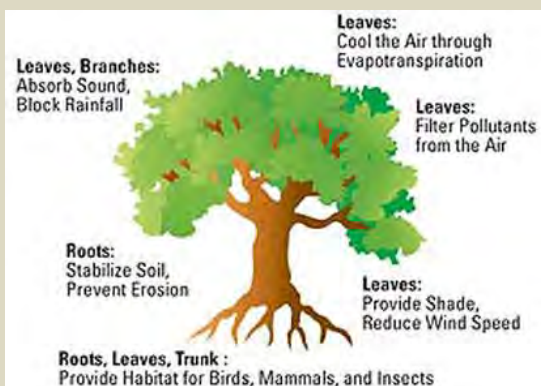 Leaves:
Cool the Air through
Evapotranspiration
Leaves, Branches:
Absorb Sound,
Block Rainfall
Leaves:
Filter Pollutants
from the Air
Roots:
Stabilize Soil,
Prevent Erosion
Leaves:
Provide Shade,
Reduce Wind Speed
Roots, Leaves, Trunk :
Provide Habitat for Birds, Mammals, and Insects